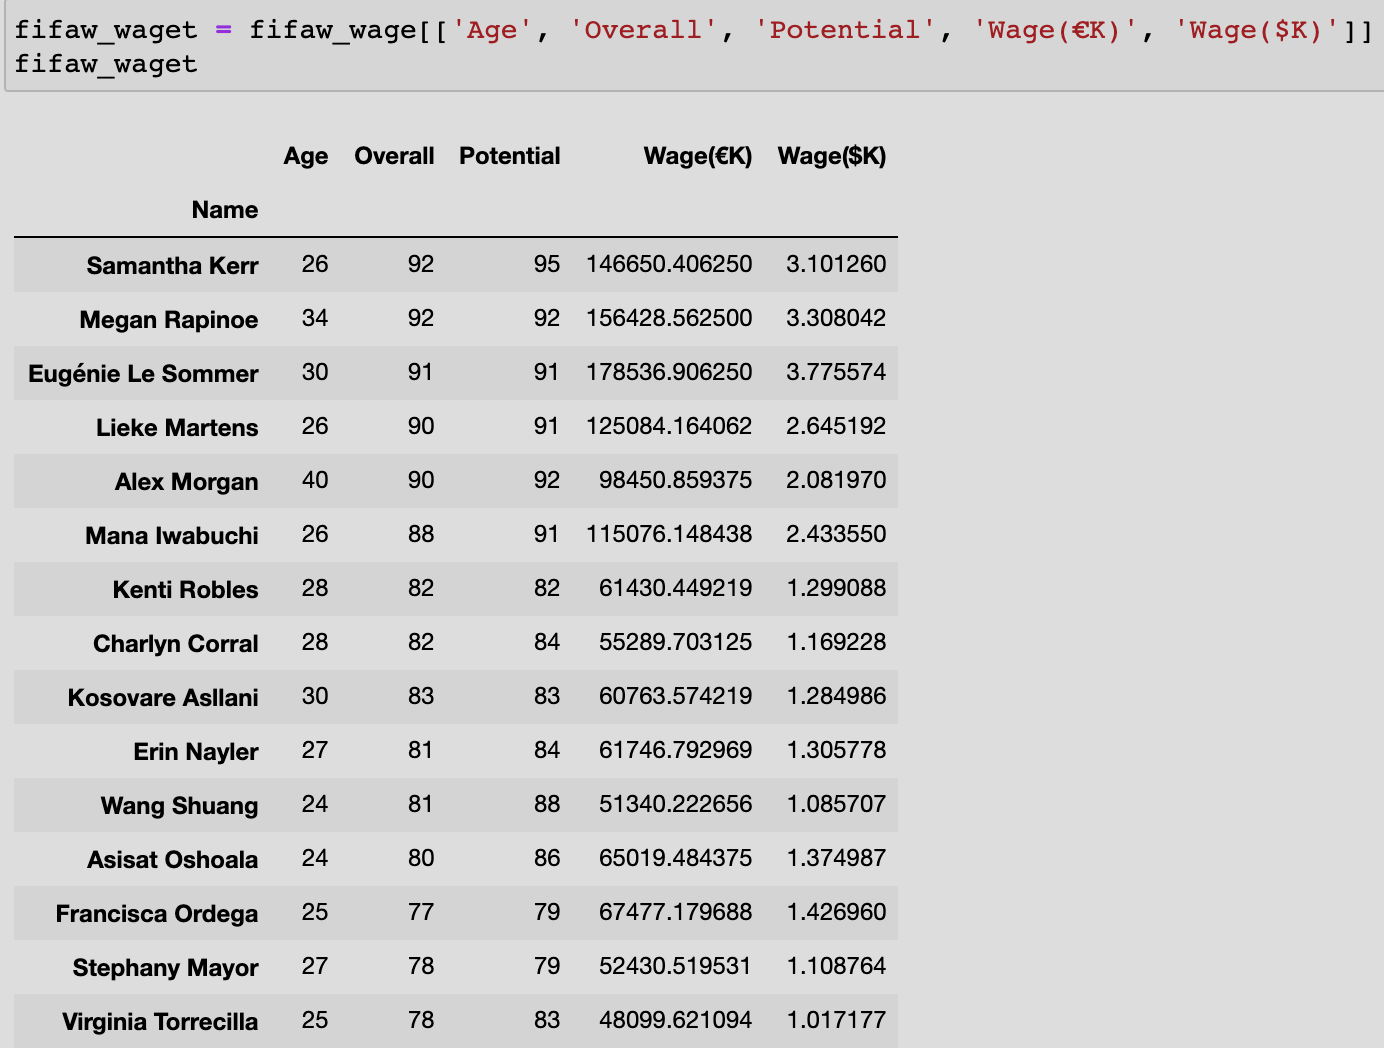 fifaw_waget = fifaw_wage[['Age', 'Overall', 'Potential', 'Wage(€K)', 'Wage($K)']]
fifaw_waget
Age Overall Potential Wage(€K) Wage($K)
Name
Samantha Kerr 26 92 95 146650.406250 3.101260
Megan Rapinoe 34 92 92 156428.562500 3.308042
Eugénie Le Sommer 30 91 91 178536.906250 3.775574
Lieke Martens 26 90 91 125084.164062 2.645192
Alex Morgan 40 90 92 98450.859375 2.081970
Mana Iwabuchi 26 88 91 115076.148438 2.433550
Kenti Robles 28 82 82 61430.449219 1.299088
Charlyn Corral 28 82 84 55289.703125 1.169228
Kosovare Asllani 30 83 83 60763.574219 1.284986
Erin Nayler 27 81 84 61746.792969 1.305778
Wang Shuang 24 81 88 51340.222656 1.085707
Asisat Oshoala 24 80 86 65019.484375 1.374987
Francisca Ordega 25 77 79 67477.179688 1.426960
Stephany Mayor 27 78 79 52430.519531 1.108764
Virginia Torrecilla 25 78 83 48099.621094 1.017177